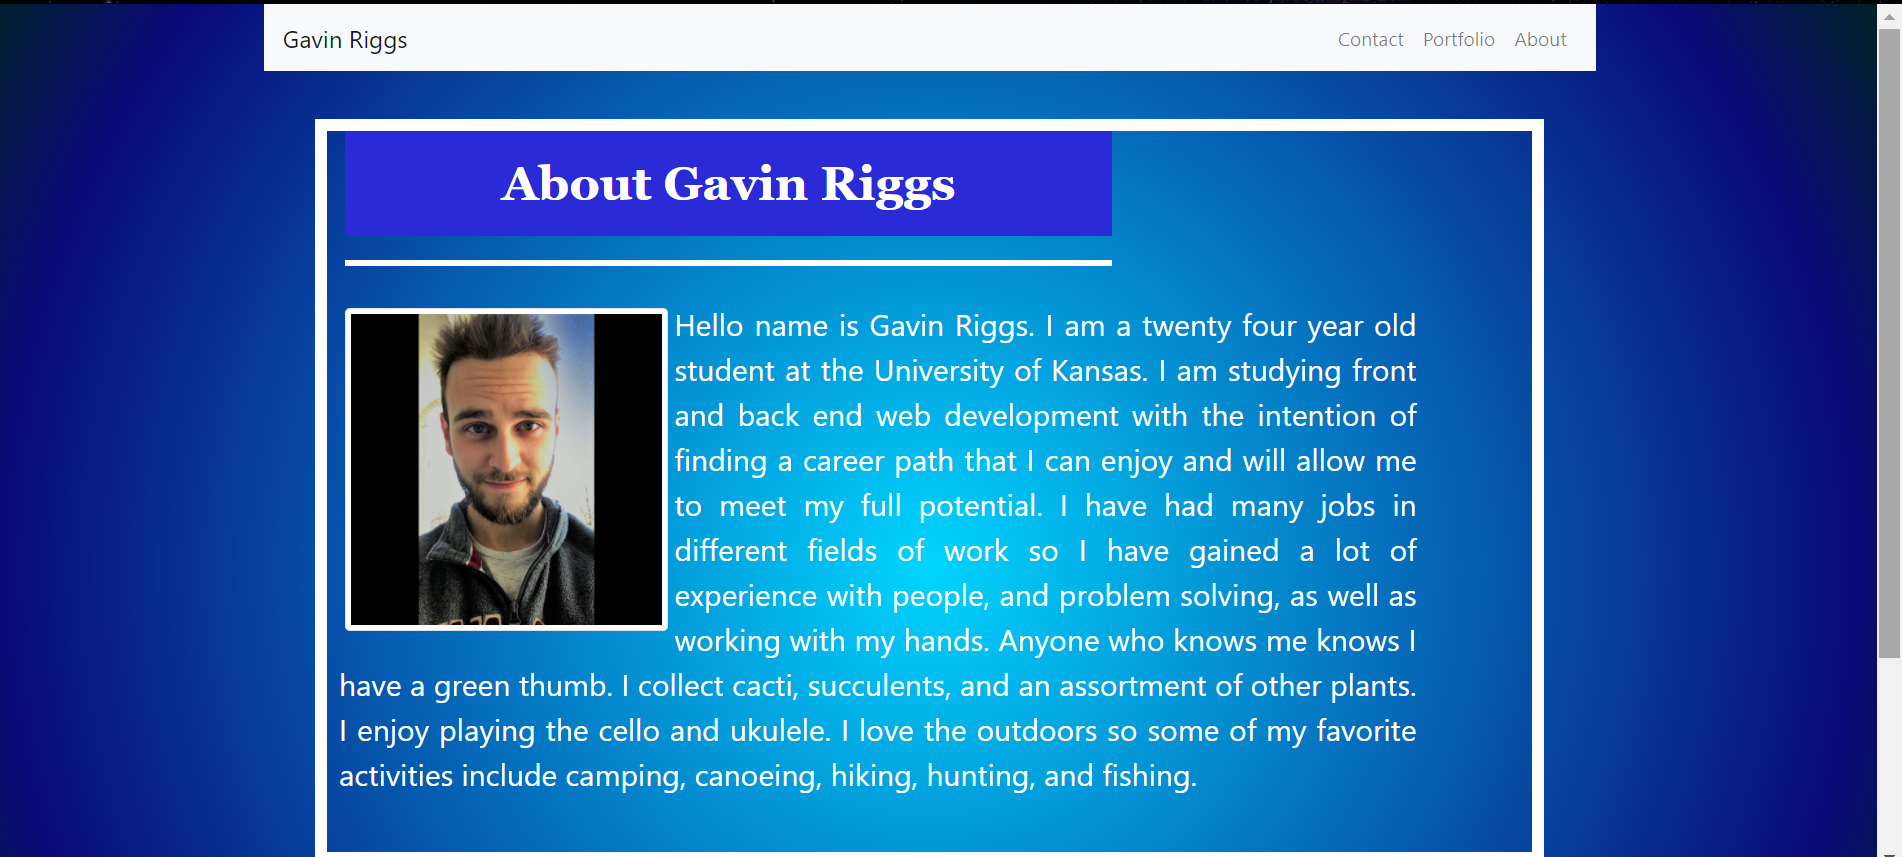 Gavin Riggs
Contact Portfolio About
About Gavin Riggs
Hello name is Gavin Riggs. I am a twenty four year old
student at the University of Kansas. I am studying front
and back end web development with the intention of
finding a career path that I can enjoy and will allow me
to meet my full potential. I have had many jobs in
different fields of work so I have gained a lot of
experience with people, and problem solving, as well as
working with my hands. Anyone who knows me knows I
have a green thumb. I collect cacti, succulents, and an assortment of other plants.
I enjoy playing the cello and ukulele. I love the outdoors so some of my favorite
activities include camping, canoeing, hiking, hunting, and fishing.